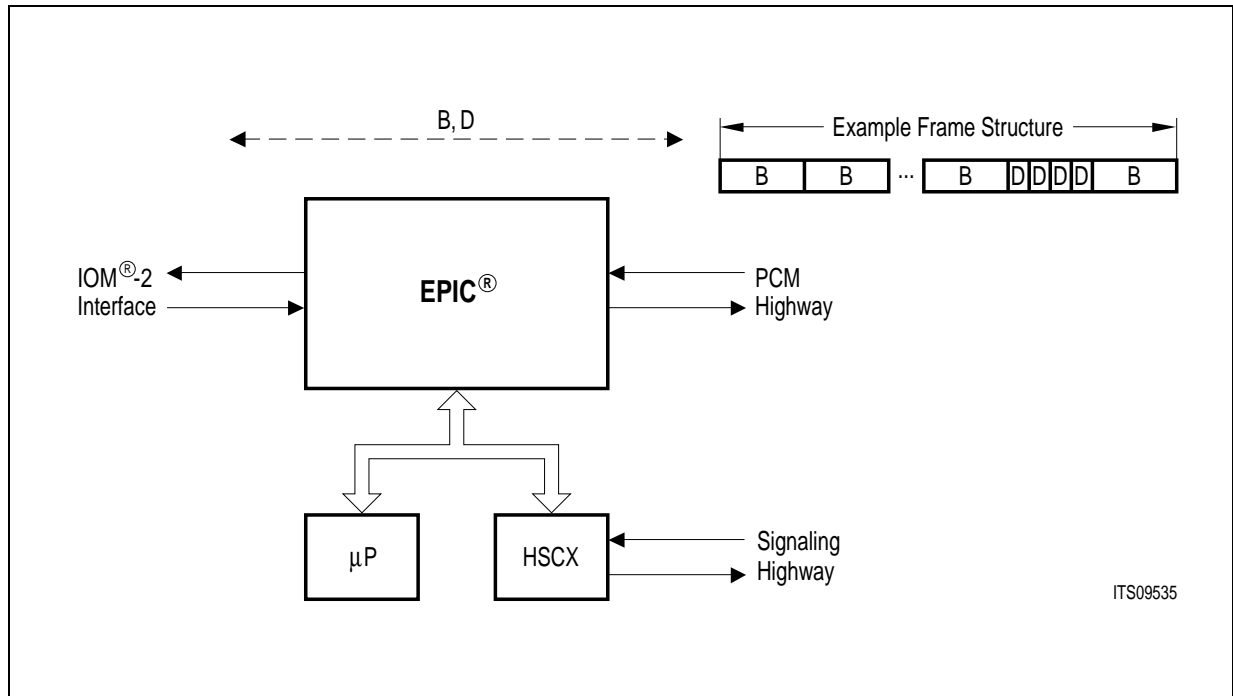 B, D
Example Frame Structure
B B ... B D D D D B
IOM®-2
Interface
EPIC®
PCM
Highway
μP
HSCX
Signaling
Highway
ITS09535